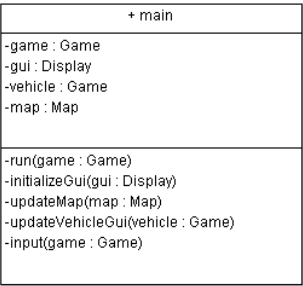 + main
-game : Game
-gui : Display
-vehicle : Game
-map : Map
-run(game : Game)
-initializeGui(gui : Display)
-updateMap(map : Map)
-updateVehicleGui(vehicle : Game)
-input(game : Game)